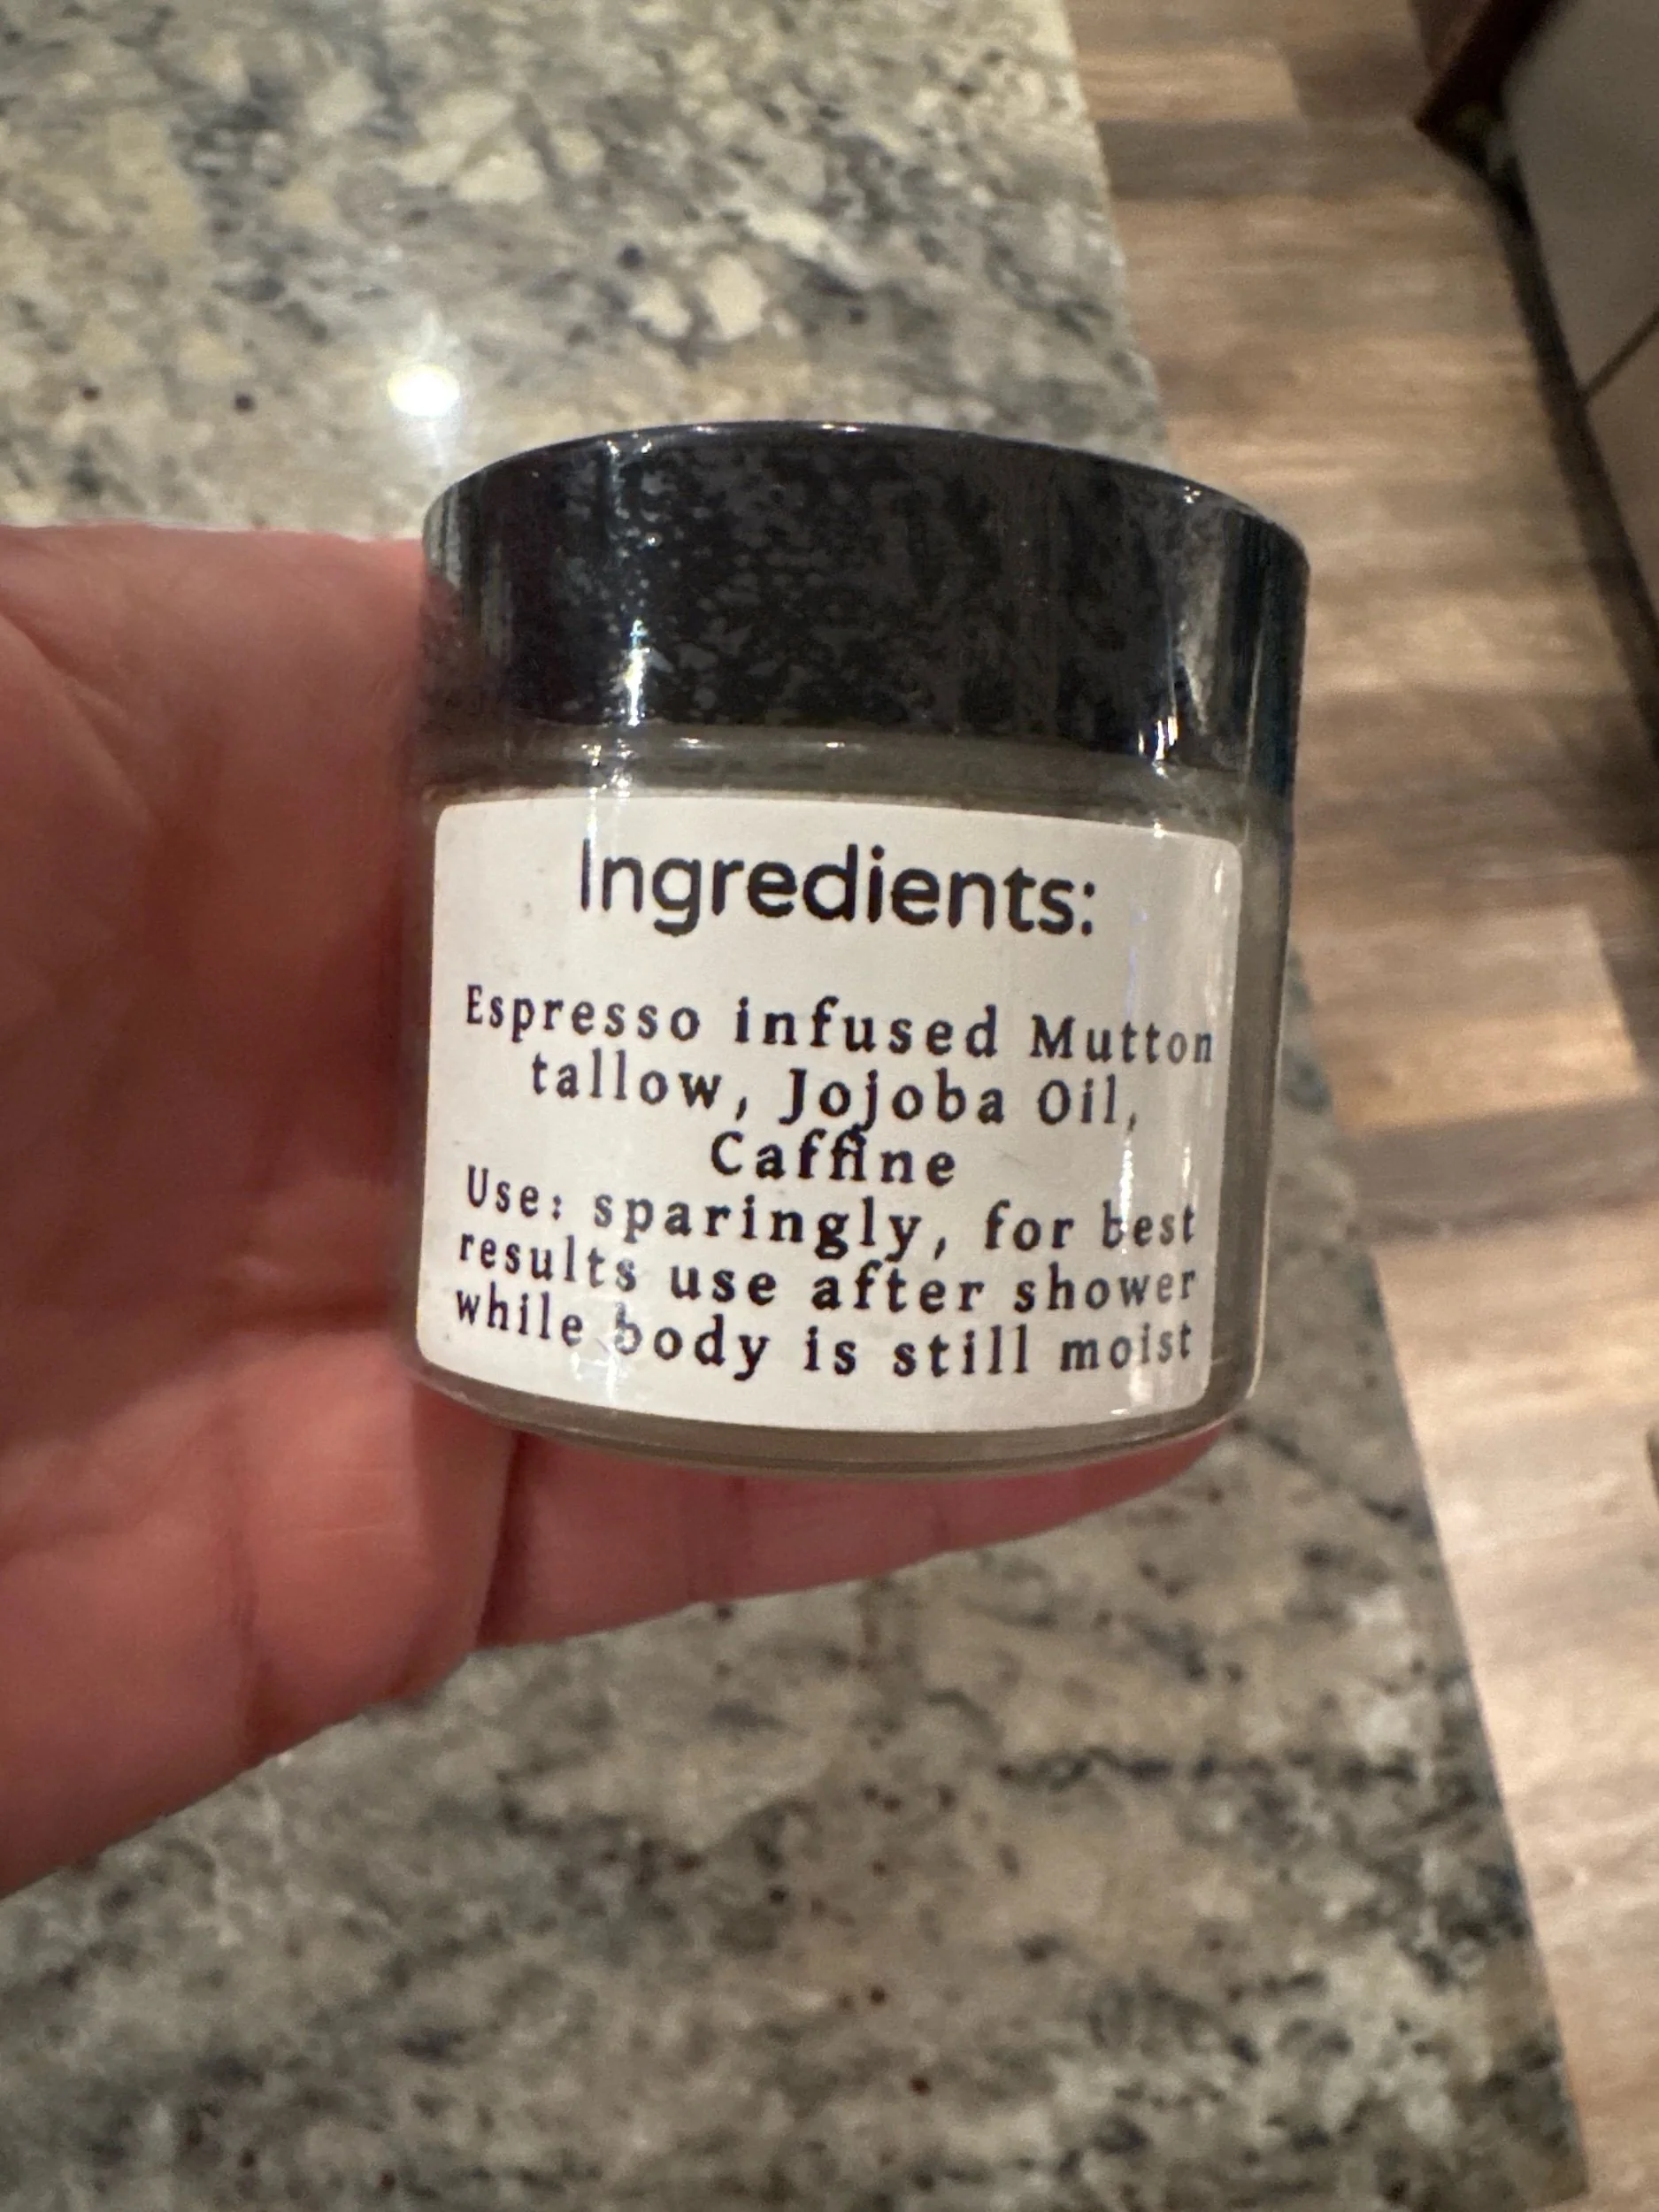 Ingredients:
Espresso infused Mutton
tallow, Jojoba Oil,
Caffine
Use: sparingly, for best
results use after shower
while body is still moist